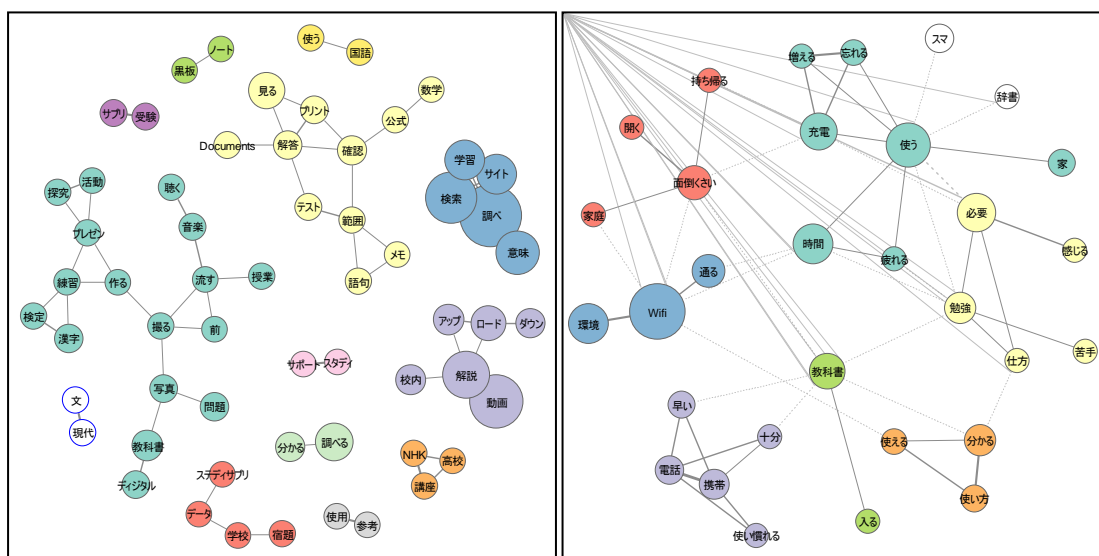 ノート
黒板
使う
国語
見る
プリント
数学
公式
サプリ
受験
Documents
解答
確認
学習
サイト
検索
調べ
意味
探究
活動
聴く
プレゼン
音楽
テスト
範囲
メモ
語句
練習
作る
流す
授業
検定
漢字
撮る
前
アップ
ロード
ダウン
サポート
スタディ
校内
解説
動画
写真
問題
文
現代
教科書
ディジタル
分かる
調べる
NHK
高校
講座
スタディサプリ
データ
学校
宿題
使用
参考
スマ
増える
忘れる
持ち帰る
辞書
開く
充電
使う
家
面倒くさい
家庭
必要
時間
疲れる
感じる
通る
環境
Wifi
勉強
苦手
仕方
教科書
早い
十分
使える
分かる
電話
携帯
使い方
使い慣れる
入る